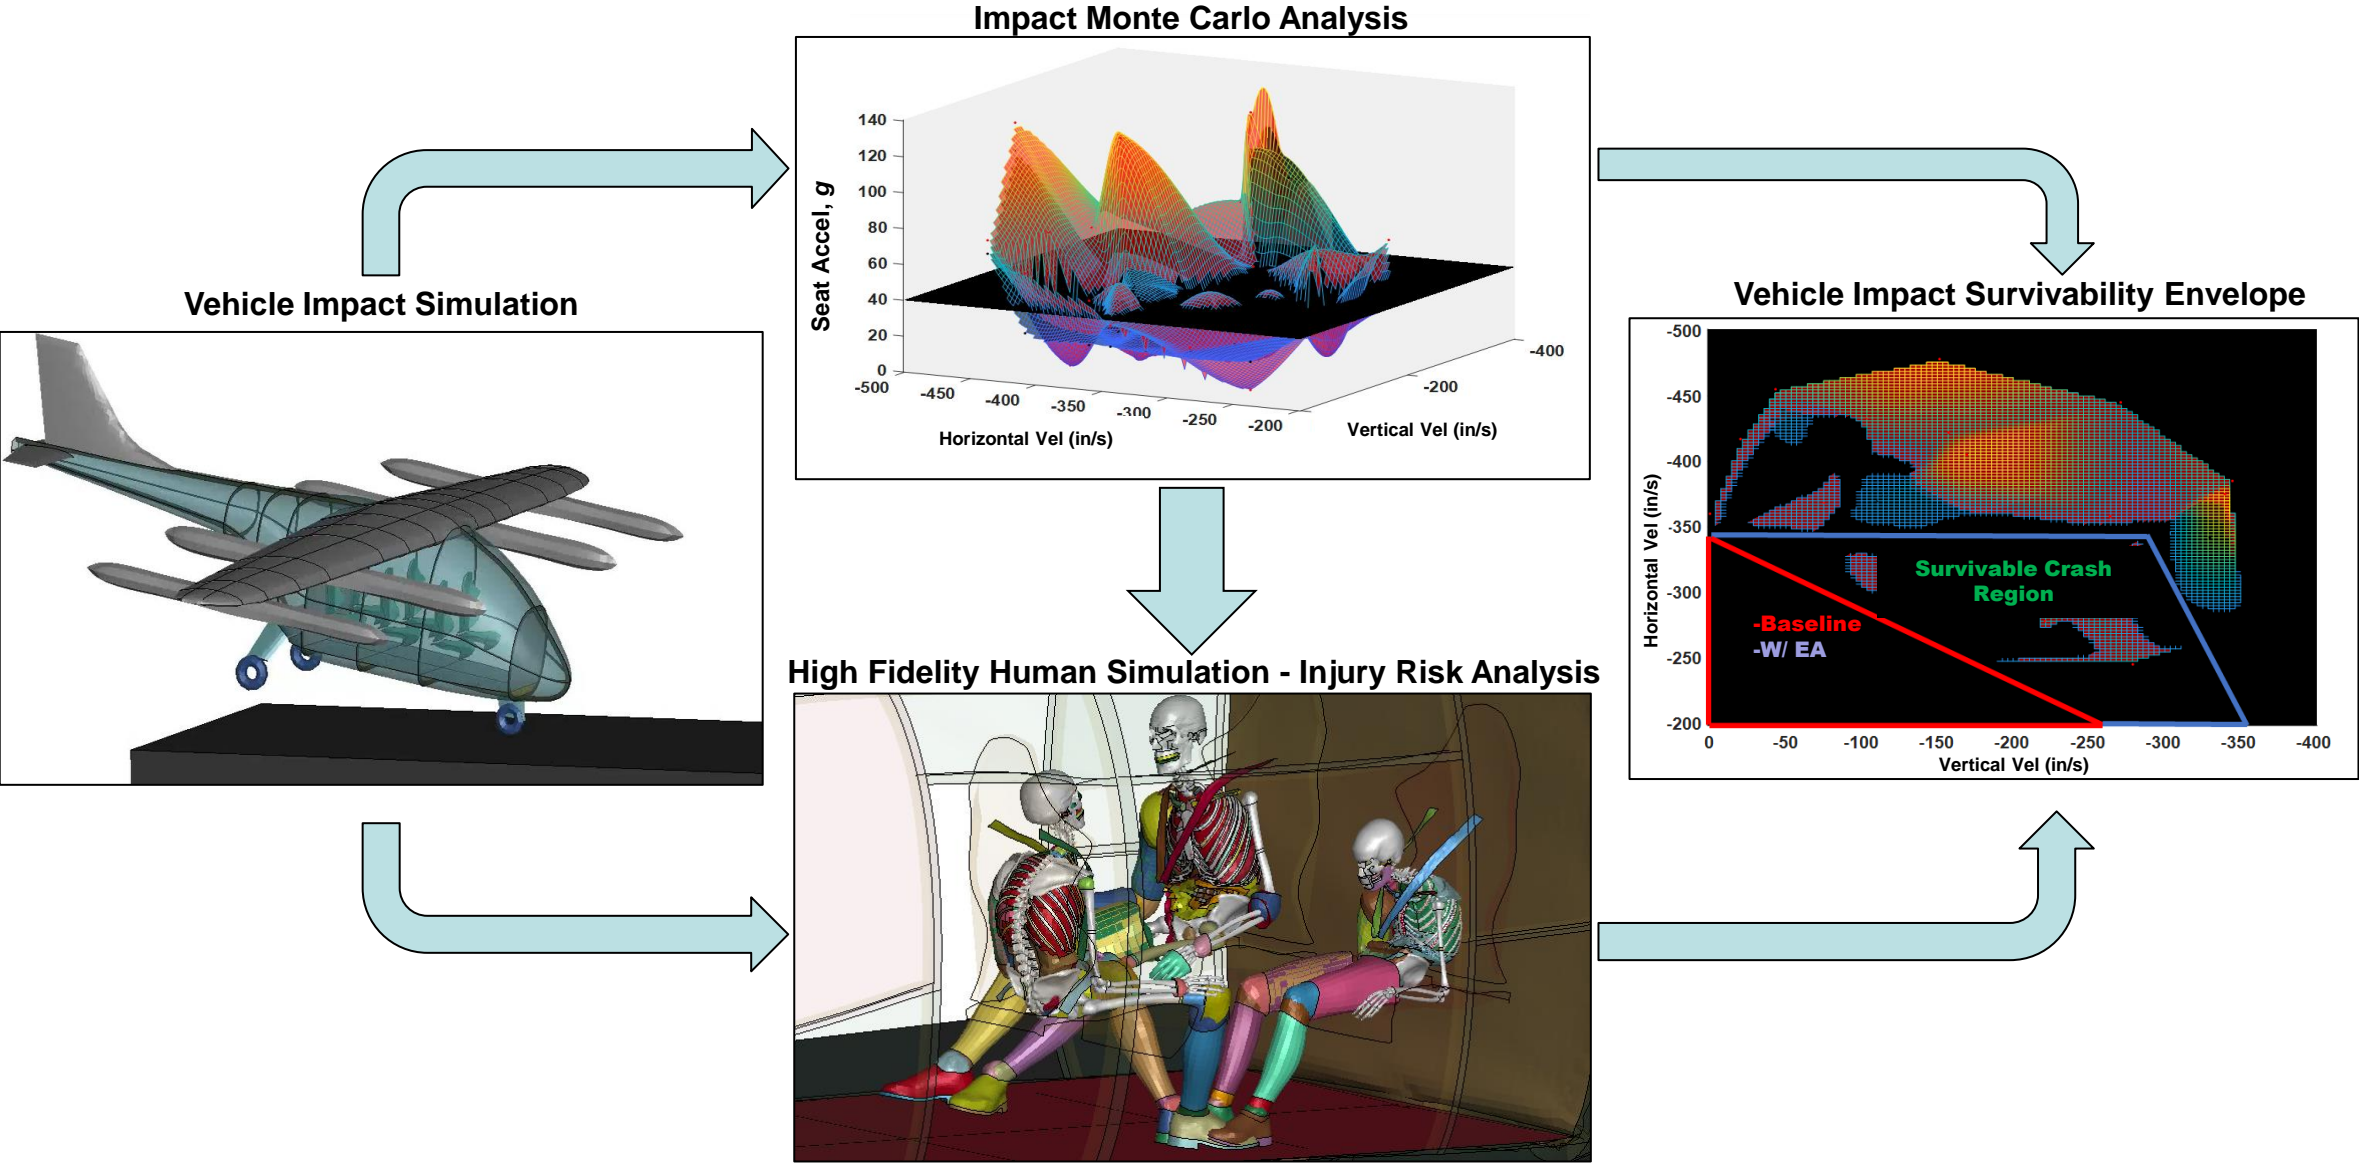 Impact Monte Carlo Analysis
140
120
100
80
60
40
20
0
Seat Accel, g
-500
-450
-400
-350
-300
-250
-200
Horizontal Vel (in/s)
-200
-400
Vertical Vel (in/s)
Vehicle Impact Simulation
Vehicle Impact Survivability Envelope
-500
-450
-400
-350
-300
-250
-200
Horizontal Vel (in/s)
Survivable Crash
Region
-Baseline
-W/ EA
0
-50
-100
-150
-200
-250
-300
-350
-400
Vertical Vel (in/s)
High Fidelity Human Simulation - Injury Risk Analysis